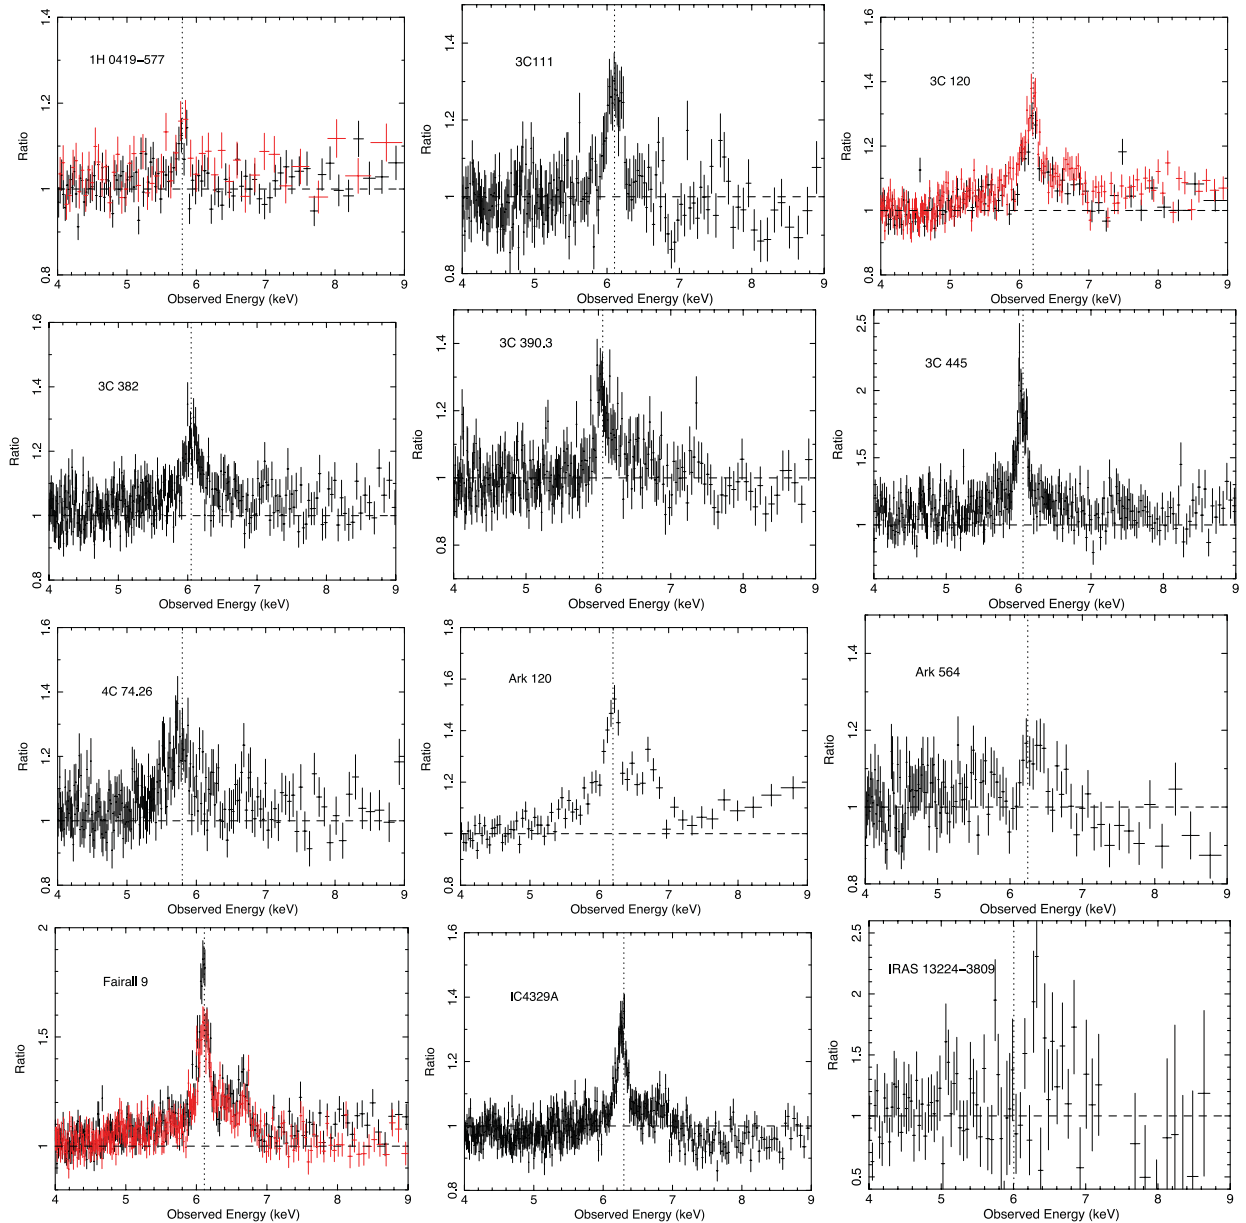 1.4
1.2
1
0.8
Ratio
1H 0419−577
4 5 6 7 8 9
Observed Energy (keV)
1.4
1.2
1
0.8
Ratio
3C111
4 5 6 7 8 9
Observed Energy (keV)
1.6
1.4
1.2
1
0.8
Ratio
3C 120
4 5 6 7 8 9
Observed Energy (keV)
1.6
1.4
1.2
1
0.8
Ratio
3C 382
4 5 6 7 8 9
Observed Energy (keV)
1.4
1.2
1
0.8
Ratio
3C 390.3
4 5 6 7 8 9
Observed Energy (keV)
2.5
2
1.5
1
Ratio
3C 445
4 5 6 7 8 9
Observed Energy (keV)
1.6
1.4
1.2
1
0.8
Ratio
4C 74.26
4 5 6 7 8 9
Observed Energy (keV)
1.8
1.6
1.4
1.2
1
0.8
Ratio
Ark 120
4 5 6 7 8 9
Observed Energy (keV)
1.4
1.2
1
0.8
Ratio
Ark 564
4 5 6 7 8 9
Observed Energy (keV)
2
1.5
1
Ratio
Fairall 9
4 5 6 7 8 9
Observed Energy (keV)
1.6
1.4
1.2
1
0.8
Ratio
IC4329A
4 5 6 7 8 9
Observed Energy (keV)
2.5
2
1.5
1
0.5
Ratio
IRAS 13224−3809
4 5 6 7 8 9
Observed Energy (keV)